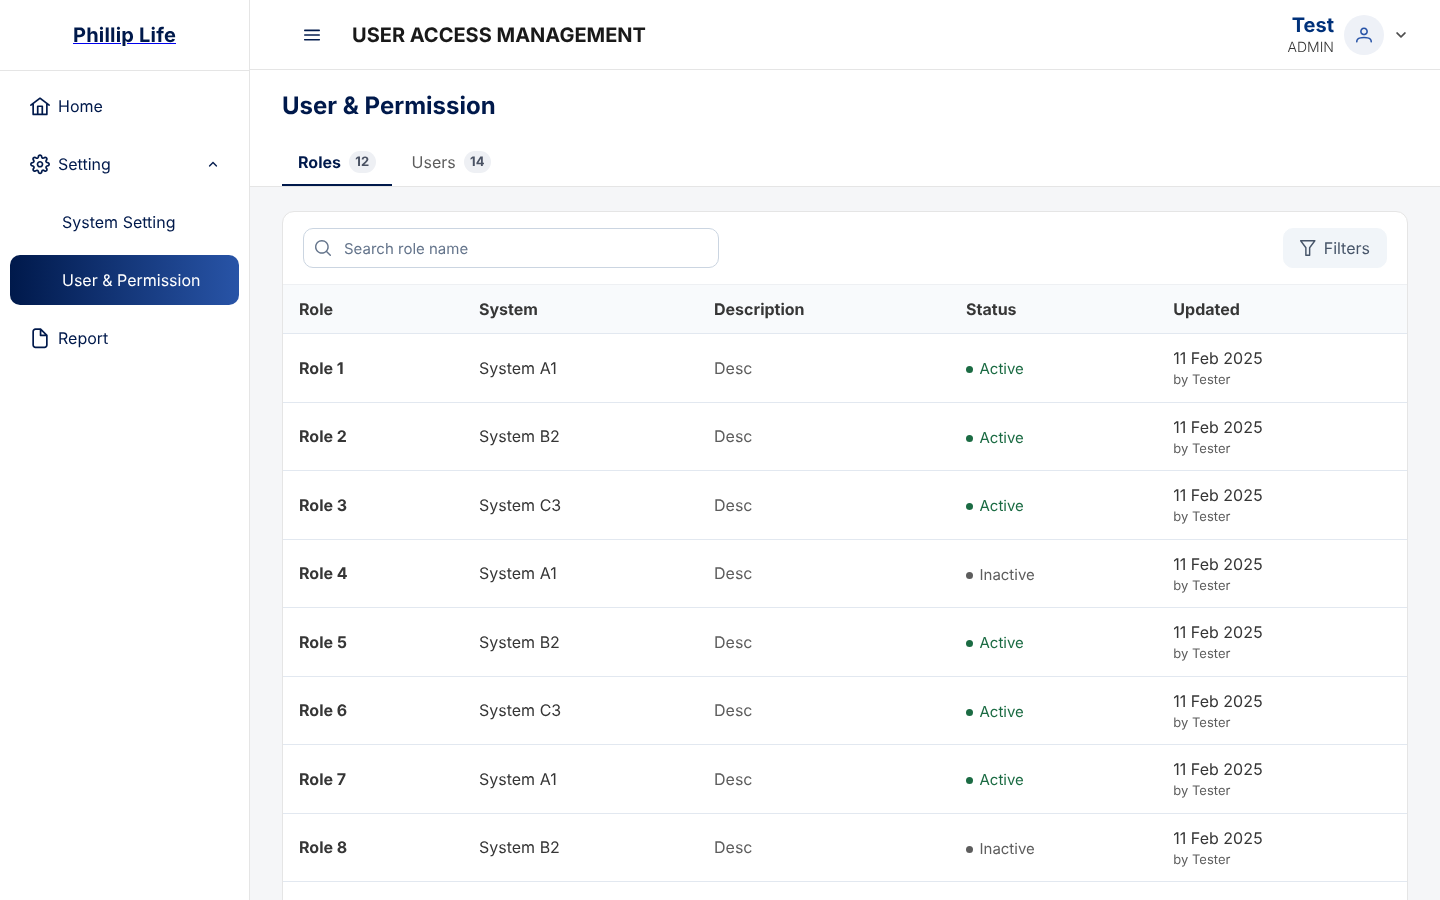 Phillip Life
USER ACCESS MANAGEMENT
Test
ADMIN
Home
Setting
System Setting
User & Permission
Report
User & Permission
Roles 12 Users 14
Search role name
Filters
Role System Description Status Updated
Role 1 System A1 Desc Active 11 Feb 2025
by Tester
Role 2 System B2 Desc Active 11 Feb 2025
by Tester
Role 3 System C3 Desc Active 11 Feb 2025
by Tester
Role 4 System A1 Desc Inactive 11 Feb 2025
by Tester
Role 5 System B2 Desc Active 11 Feb 2025
by Tester
Role 6 System C3 Desc Active 11 Feb 2025
by Tester
Role 7 System A1 Desc Active 11 Feb 2025
by Tester
Role 8 System B2 Desc Inactive 11 Feb 2025
by Tester